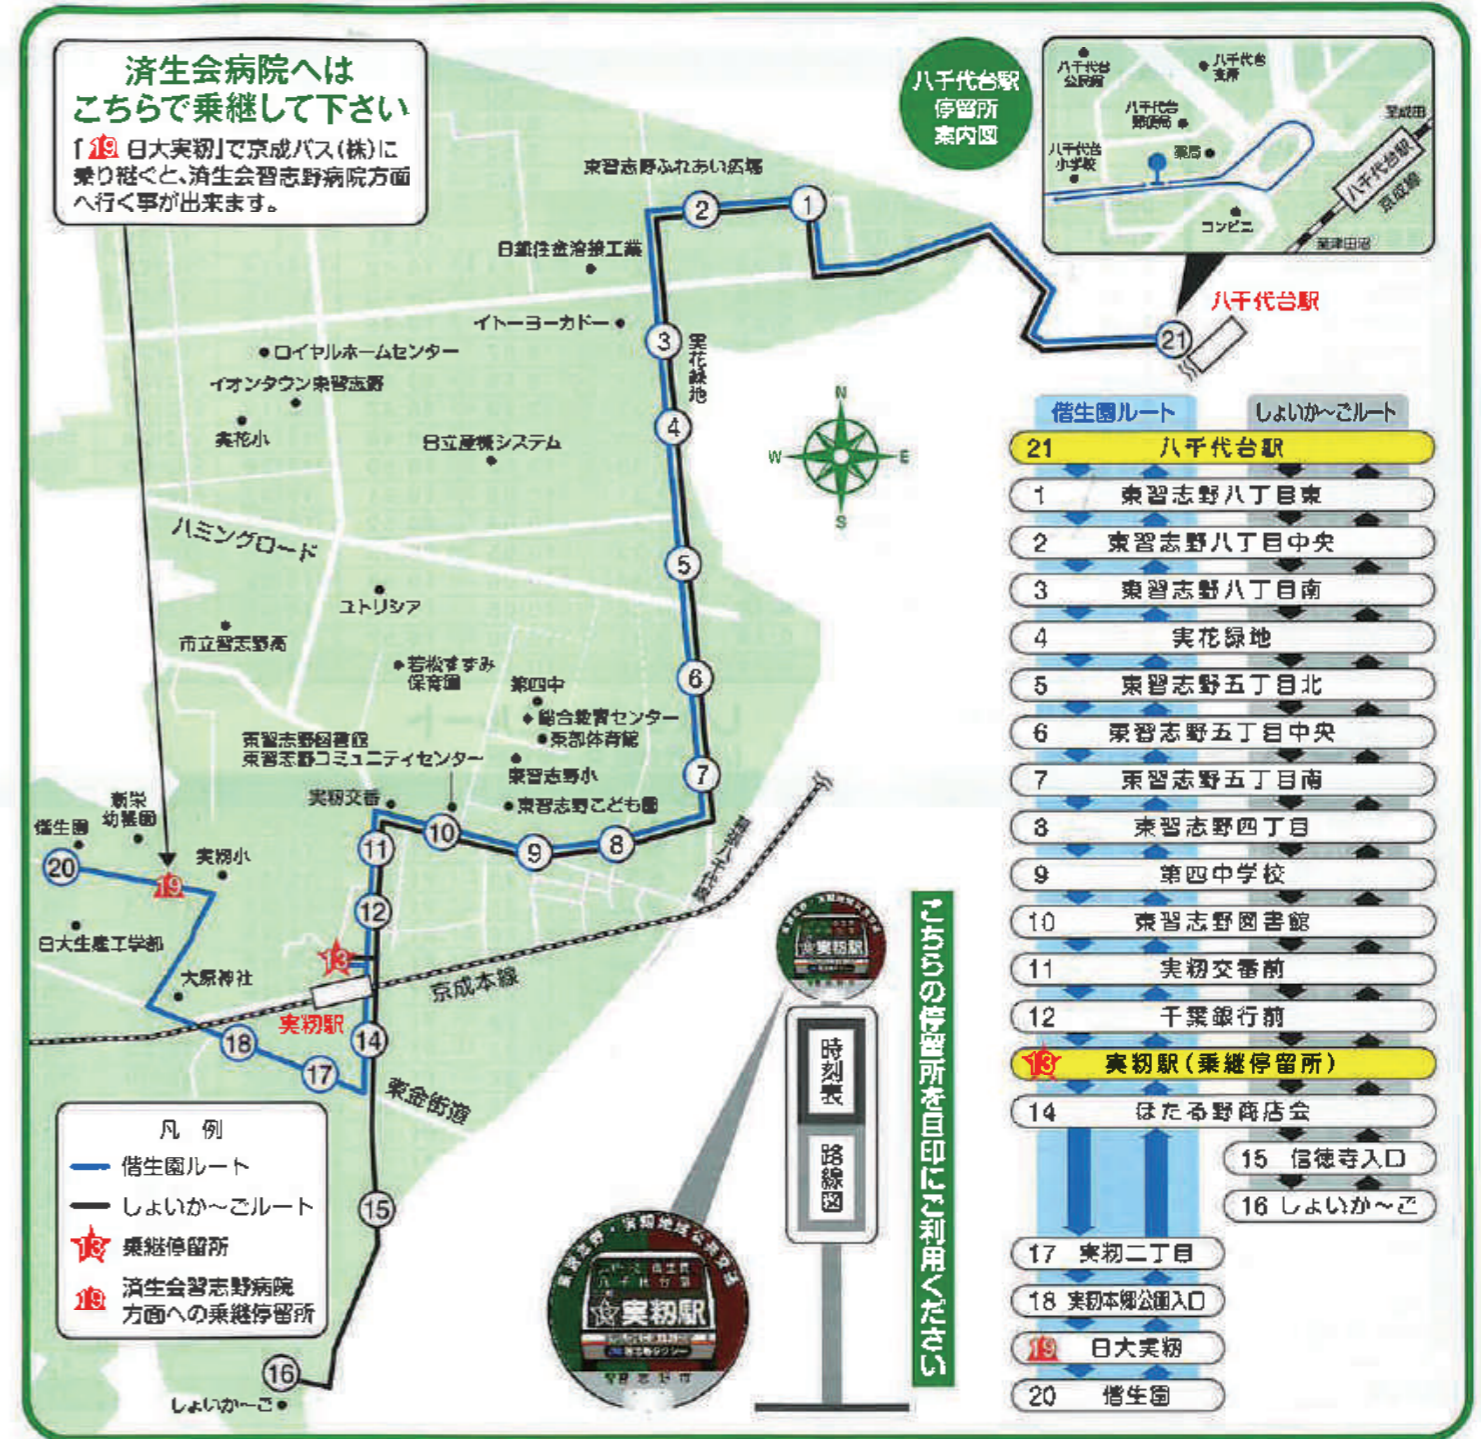 済生会病院へは
こちらで乗継して下さい
「19 日大実籾」で京成バス(株)に
乗り継ぐと、済生会習志野病院方面
へ行く事が出来ます。
八千代台駅
停留所
案内図
八千代台
公民館
八千代台
支所
八千代台
郵便局
八千代台
小学校
薬局
コンビニ
至成田
八千代台駅
京成線
至津田沼
八千代台駅
21
東習志野ふれあい広場
2
1
日鐵住金溶接工業
イトーヨーカドー
3
実花緑地
ロイヤルホームセンター
イオンタウン東習志野
実花小
4
日立産機システム
N
W
E
S
ハミングロード
5
ユトリシア
市立習志野高
若松すずみ
保育園
6
第四中
総合教育センター
東部体育館
東習志野図書館
東習志野コミュニティセンター
東習志野小
7
実籾交番
東習志野こども園
新栄
幼稚園
偕生園
10
11
9
8
20
19
実籾小
12
日大生産工学部
13
大原神社
京成本線
実籾駅
18
14
17
東金街道
15
16
しょいか〜ご
凡 例
偕生園ルート
しょいか〜ごルート
13 乗継停留所
19 済生会習志野病院
方面への乗継停留所
実籾駅
時刻表
路線図
実籾駅
習志野市
こちらの停留所を目印にご利用ください
偕生園ルート
しょいか〜ごルート
21 八千代台駅
1 東習志野八丁目東
2 東習志野八丁目中央
3 東習志野八丁目南
4 実花緑地
5 東習志野五丁目北
6 東習志野五丁目中央
7 東習志野五丁目南
8 東習志野四丁目
9 第四中学校
10 東習志野図書館
11 実籾交番前
12 千葉銀行前
13 実籾駅(乗継停留所)
14 ほたる野商店会
15 信徳寺入口
16 しょいか〜ご
17 実籾二丁目
18 実籾本郷公園入口
19 日大実籾
20 偕生園